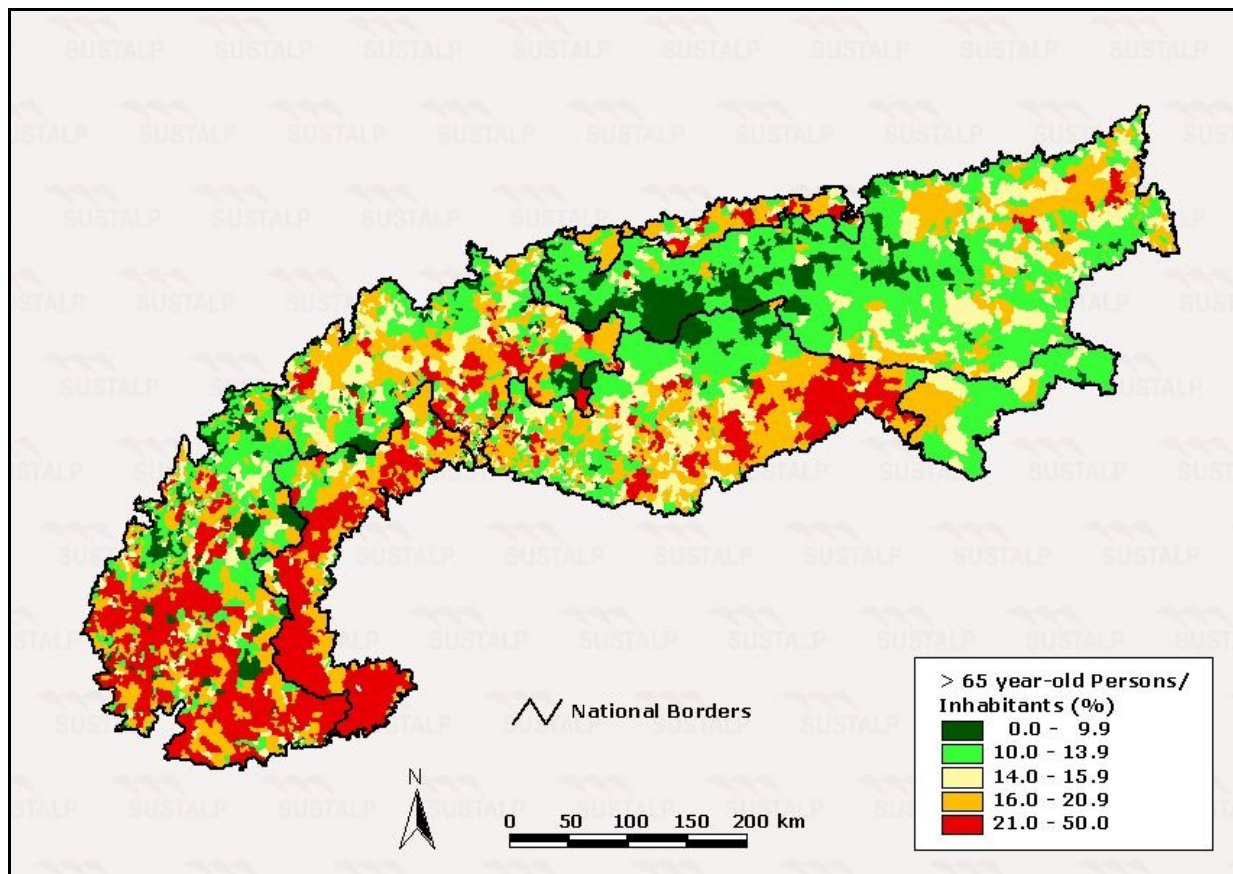 SUSTALP
National Borders
N
0 50 100 150 200 km
> 65 year-old Persons/
Inhabitants (%)
0.0 - 9.9
10.0 - 13.9
14.0 - 15.9
16.0 - 20.9
21.0 - 50.0